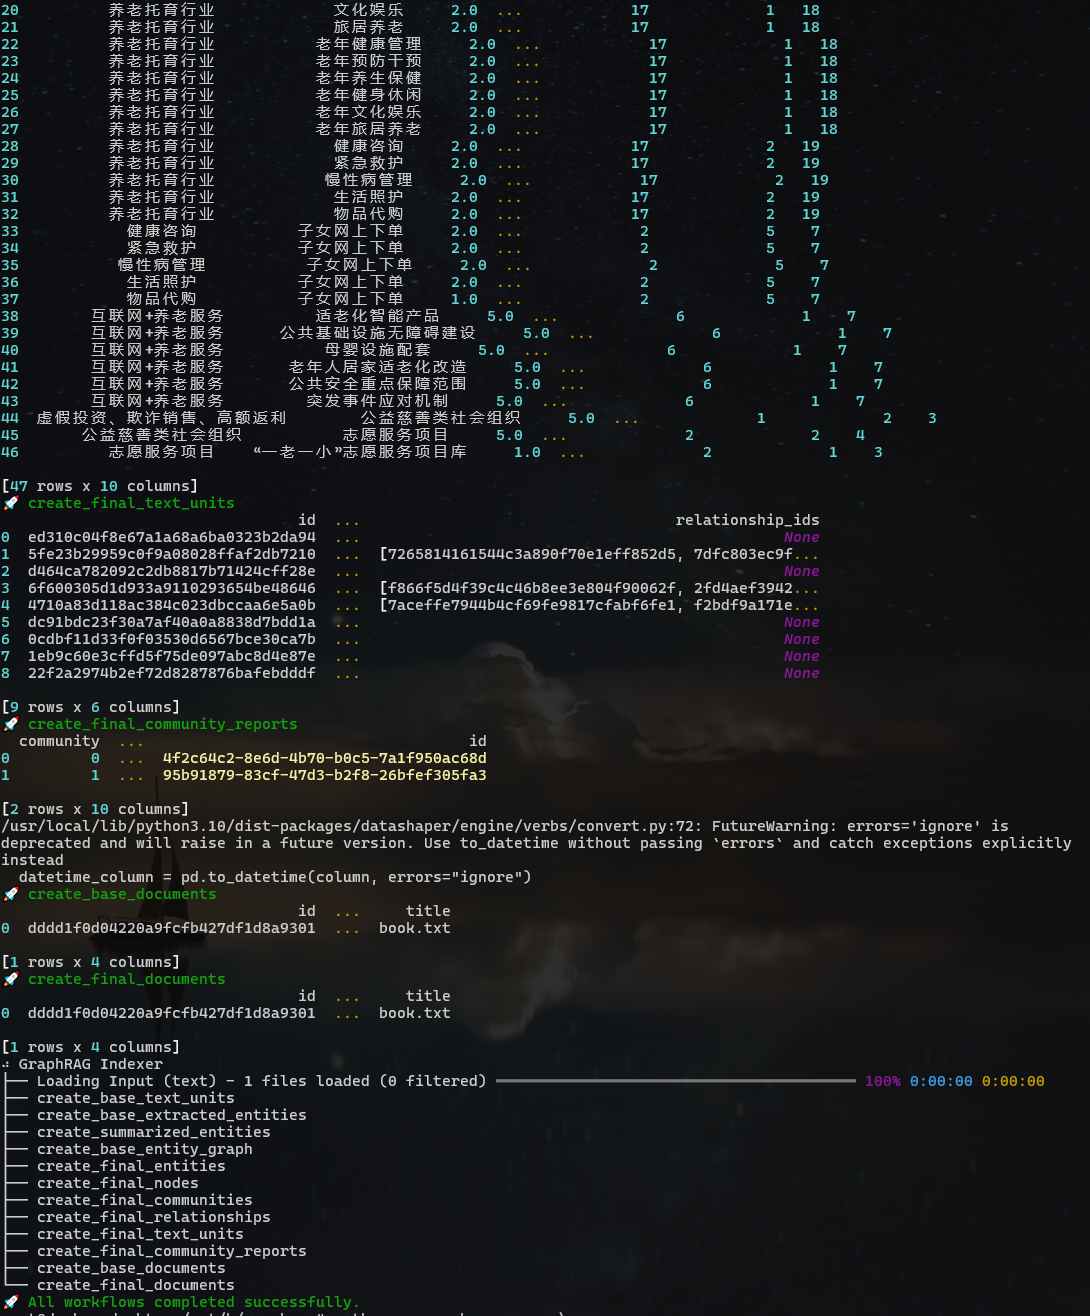 20 养老托育行业 文化娱乐 2.0 ... 17 1 18
21 养老托育行业 旅居养老 2.0 ... 17 1 18
22 养老托育行业 老年健康管理 2.0 ... 17 1 18
23 养老托育行业 老年预防干预 2.0 ... 17 1 18
24 养老托育行业 老年养生保健 2.0 ... 17 1 18
25 养老托育行业 老年健身休闲 2.0 ... 17 1 18
26 养老托育行业 老年文化娱乐 2.0 ... 17 1 18
27 养老托育行业 老年旅居养老 2.0 ... 17 1 18
28 养老托育行业 健康咨询 2.0 ... 17 2 19
29 养老托育行业 紧急救护 2.0 ... 17 2 19
30 养老托育行业 慢性病管理 2.0 ... 17 2 19
31 养老托育行业 生活照护 2.0 ... 17 2 19
32 养老托育行业 物品代购 2.0 ... 17 2 19
33 健康咨询 子女网上下单 2.0 ... 2 5 7
34 紧急救护 子女网上下单 2.0 ... 2 5 7
35 慢性病管理 子女网上下单 2.0 ... 2 5 7
36 生活照护 子女网上下单 2.0 ... 2 5 7
37 物品代购 子女网上下单 1.0 ... 2 5 7
38 互联网+养老服务 适老化智能产品 5.0 ... 6 1 7
39 互联网+养老服务 公共基础设施无障碍建设 5.0 ... 6 1 7
40 互联网+养老服务 母婴设施配套 5.0 ... 6 1 7
41 互联网+养老服务 老年人居家适老化改造 5.0 ... 6 1 7
42 互联网+养老服务 公共安全重点保障范围 5.0 ... 6 1 7
43 互联网+养老服务 突发事件应对机制 5.0 ... 6 1 7
44 虚假投资、欺诈销售、高额返利 公益慈善类社会组织 5.0 ... 1 2 3
45 公益慈善类社会组织 志愿服务项目 5.0 ... 2 2 4
46 志愿服务项目 “一老一小”志愿服务项目库 1.0 ... 2 1 3
[47 rows x 10 columns]
🚀 create_final_text_units
id ... relationship_ids
0 ed310c04f8e67a1a68a6ba0323b2da94 ... None
1 5fe23b29959c0f9a08028ffaf2db7210 ... [7265814161544c3a890f70e1eff852d5, 7dfc803ec9f...
2 d464ca782092c2db8817b71424cff28e ... None
3 6f600305d1d933a9110293654be48646 ... [f866f5d4f39c4c46b8ee3e804f90062f, 2fd4aef3942...
4 4710a83d118ac384c023dbccaa6e5a0b ... [7aceffe7944b4cf69fe9817cfabf6fe1, f2bdf9a171e...
5 dc91bdc23f30a7af40a0a8838d7bdd1a ... None
6 0cdbf11d33f0f03530d6567bce30ca7b ... None
7 1eb9c60e3cffd5f75de097abc8d4e87e ... None
8 22f2a2974b2ef72d8287876bafebdddf ... None
[9 rows x 6 columns]
🚀 create_final_community_reports
community ... id
0 0 ... 4f2c64c2-8e6d-4b70-b0c5-7a1f950ac68d
1 1 ... 95b91879-83cf-47d3-b2f8-26bfef305fa3
[2 rows x 10 columns]
/usr/local/lib/python3.10/dist-packages/datashaper/engine/verbs/convert.py:72: FutureWarning: errors='ignore' is
deprecated and will raise in a future version. Use to_datetime without passing `errors` and catch exceptions explicitly
instead
datetime_column = pd.to_datetime(column, errors="ignore")
🚀 create_base_documents
id ... title
0 dddd1f0d04220a9fcfb427df1d8a9301 ... book.txt
[1 rows x 4 columns]
🚀 create_final_documents
id ... title
0 dddd1f0d04220a9fcfb427df1d8a9301 ... book.txt
[1 rows x 4 columns]
GraphRAG Indexer
├── Loading Input (text) - 1 files loaded (0 filtered) 100% 0:00:00 0:00:00
├── create_base_text_units
├── create_base_extracted_entities
├── create_summarized_entities
├── create_base_entity_graph
├── create_final_entities
├── create_final_nodes
├── create_final_communities
├── create_final_relationships
├── create_final_text_units
├── create_final_community_reports
├── create_base_documents
└── create_final_documents
🚀 All workflows completed successfully.